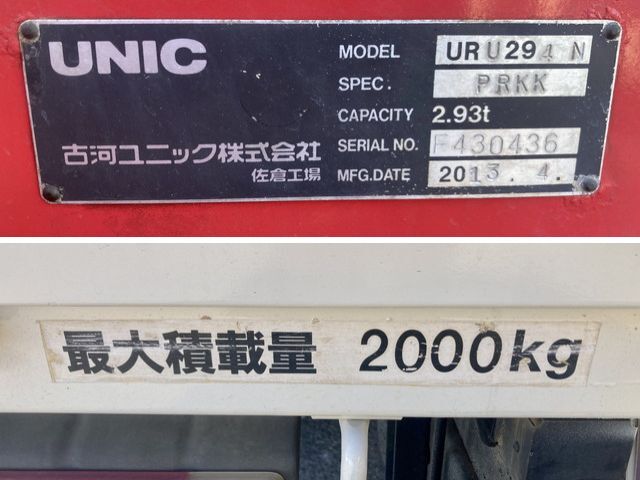 UNIC
MODEL URU294N
SPEC. PRKK
CAPACITY 2.93t
SERIAL NO. F430436
MFG.DATE 2013.4.
古河ユニック株式会社
佐倉工場
最大積載量 2000kg